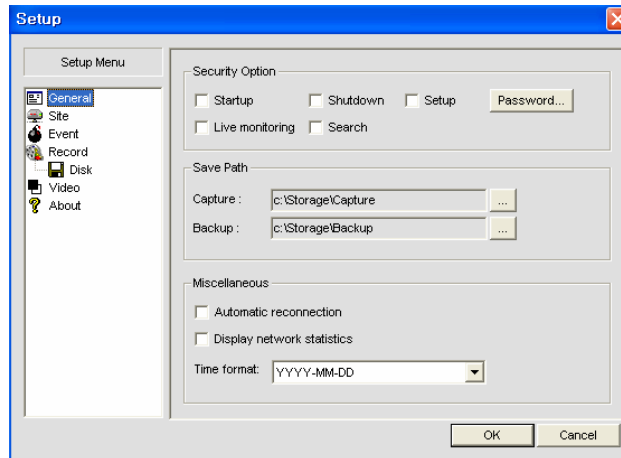 Setup
Setup Menu
General
Site
Event
Record
Disk
Video
About
Security Option
Startup
Shutdown
Setup
Password...
Live monitoring
Search
Save Path
Capture :
c:\Storage\Capture
...
Backup :
c:\Storage\Backup
...
Miscellaneous
Automatic reconnection
Display network statistics
Time format:
YYYY-MM-DD
OK
Cancel